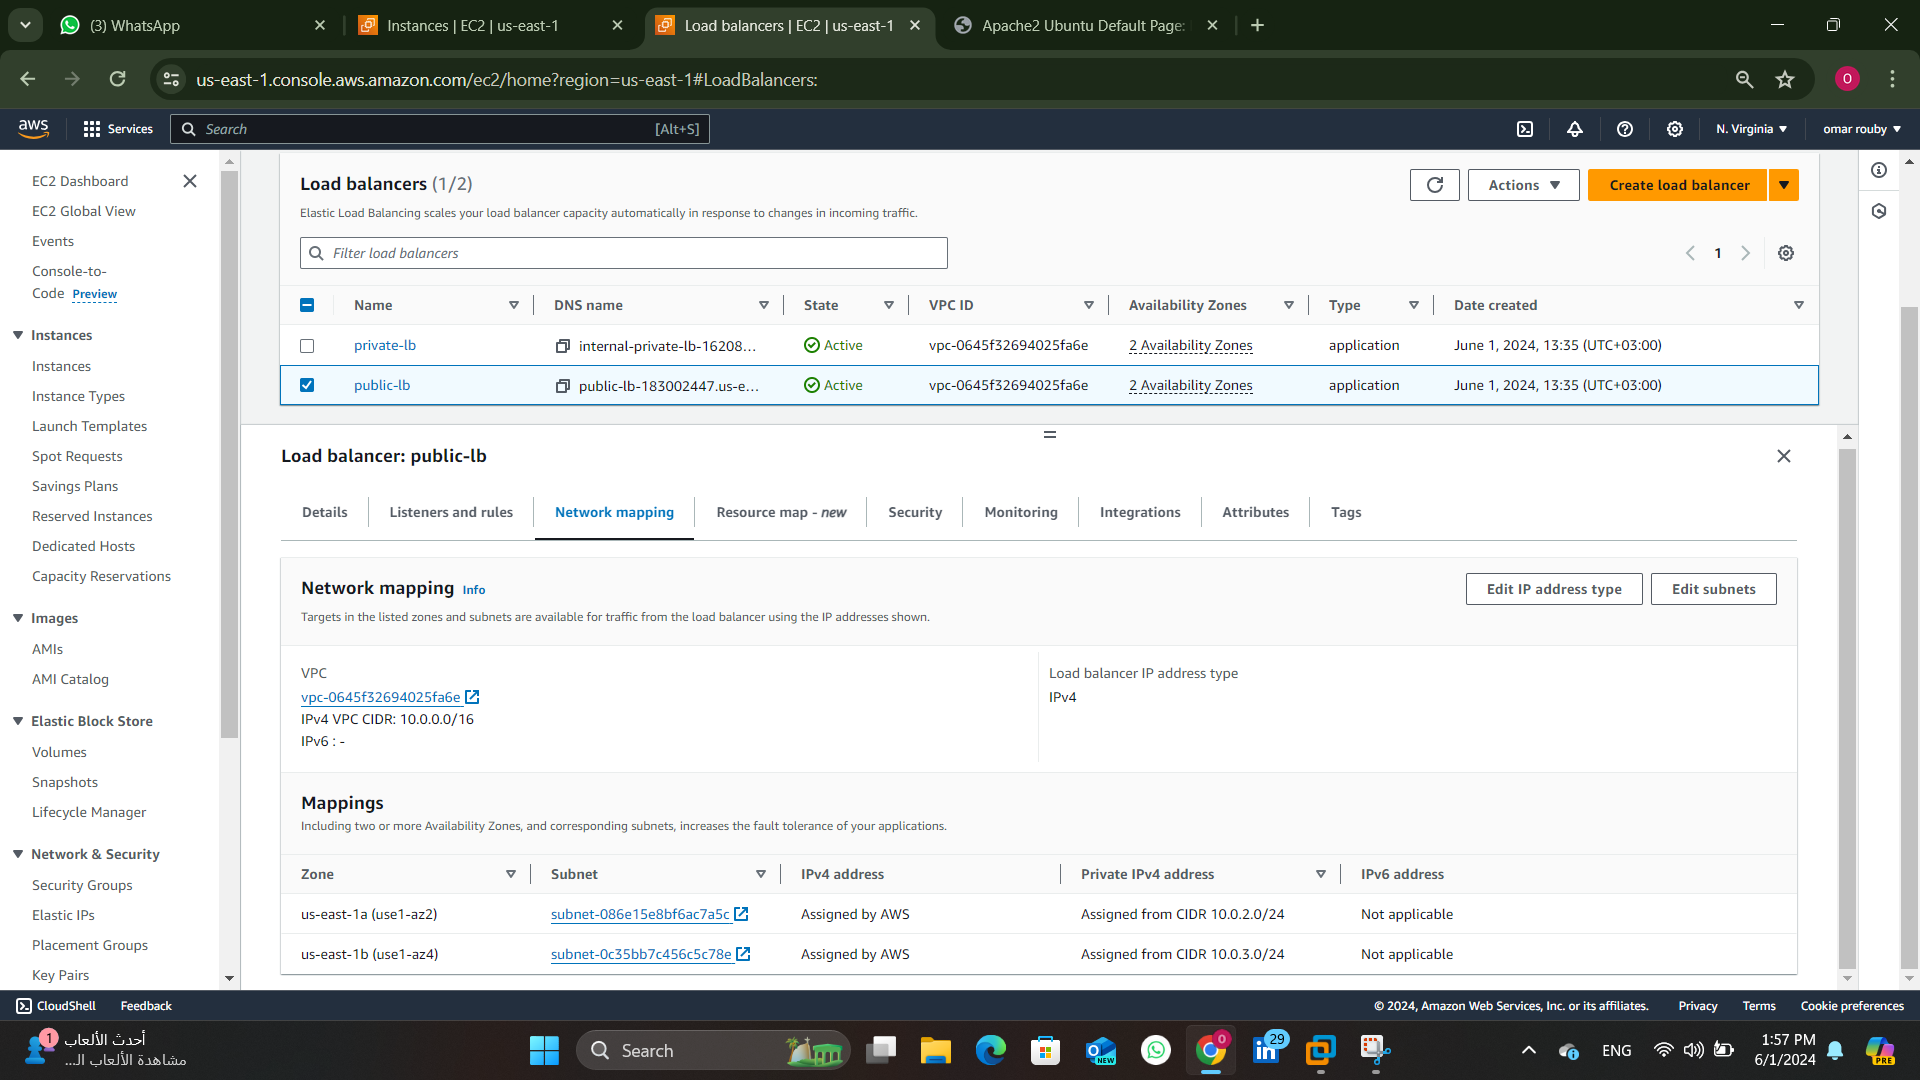 (3) WhatsApp
Instances | EC2 | us-east-1
Load balancers | EC2 | us-east-1
Apache2 Ubuntu Default Page:
us-east-1.console.aws.amazon.com/ec2/home?region=us-east-1#LoadBalancers:
O
aws
Services
Search
[Alt+S]
N. Virginia
omar rouby
EC2 Dashboard
EC2 Global View
Events
Console-to-
Code Preview
Instances
Instances
Instance Types
Launch Templates
Spot Requests
Savings Plans
Reserved Instances
Dedicated Hosts
Capacity Reservations
Images
AMIs
AMI Catalog
Elastic Block Store
Volumes
Snapshots
Lifecycle Manager
Network & Security
Security Groups
Elastic IPs
Placement Groups
Key Pairs
Load balancers (1/2)
Elastic Load Balancing scales your load balancer capacity automatically in response to changes in incoming traffic.
Actions
Create load balancer
Filter load balancers
1
Name DNS name State VPC ID Availability Zones Type Date created
private-lb internal-private-lb-16208... Active vpc-0645f32694025fa6e 2 Availability Zones application June 1, 2024, 13:35 (UTC+03:00)
public-lb public-lb-183002447.us-e... Active vpc-0645f32694025fa6e 2 Availability Zones application June 1, 2024, 13:35 (UTC+03:00)
Load balancer: public-lb
Details Listeners and rules Network mapping Resource map - new Security Monitoring Integrations Attributes Tags
Network mapping Info
Targets in the listed zones and subnets are available for traffic from the load balancer using the IP addresses shown.
Edit IP address type
Edit subnets
VPC
vpc-0645f32694025fa6e
IPv4 VPC CIDR: 10.0.0.0/16
IPv6 : -
Load balancer IP address type
IPv4
Mappings
Including two or more Availability Zones, and corresponding subnets, increases the fault tolerance of your applications.
Zone Subnet IPv4 address Private IPv4 address IPv6 address
us-east-1a (use1-az2) subnet-086e15e8bf6ac7a5c Assigned by AWS Assigned from CIDR 10.0.2.0/24 Not applicable
us-east-1b (use1-az4) subnet-0c35bb7c456c5c78e Assigned by AWS Assigned from CIDR 10.0.3.0/24 Not applicable
CloudShell
Feedback
© 2024, Amazon Web Services, Inc. or its affiliates.
Privacy
Terms
Cookie preferences
1
أحدث الألعاب
مشاهدة الألعاب الـ...
Search
NEW
0
29
ENG
1:57 PM
6/1/2024
PRE